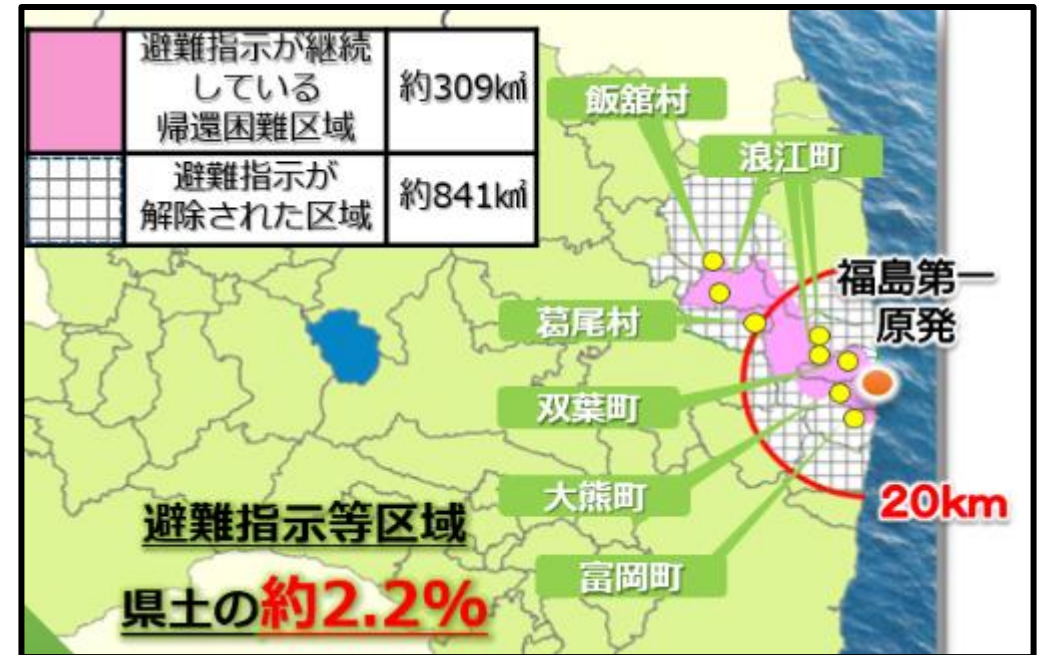 避難指示が継続
している
帰還困難区域
約309㎢
避難指示が
解除された区域
約841㎢
飯舘村
浪江町
福島第一
原発
葛尾村
双葉町
大熊町
20km
富岡町
避難指示等区域
県土の約2.2%